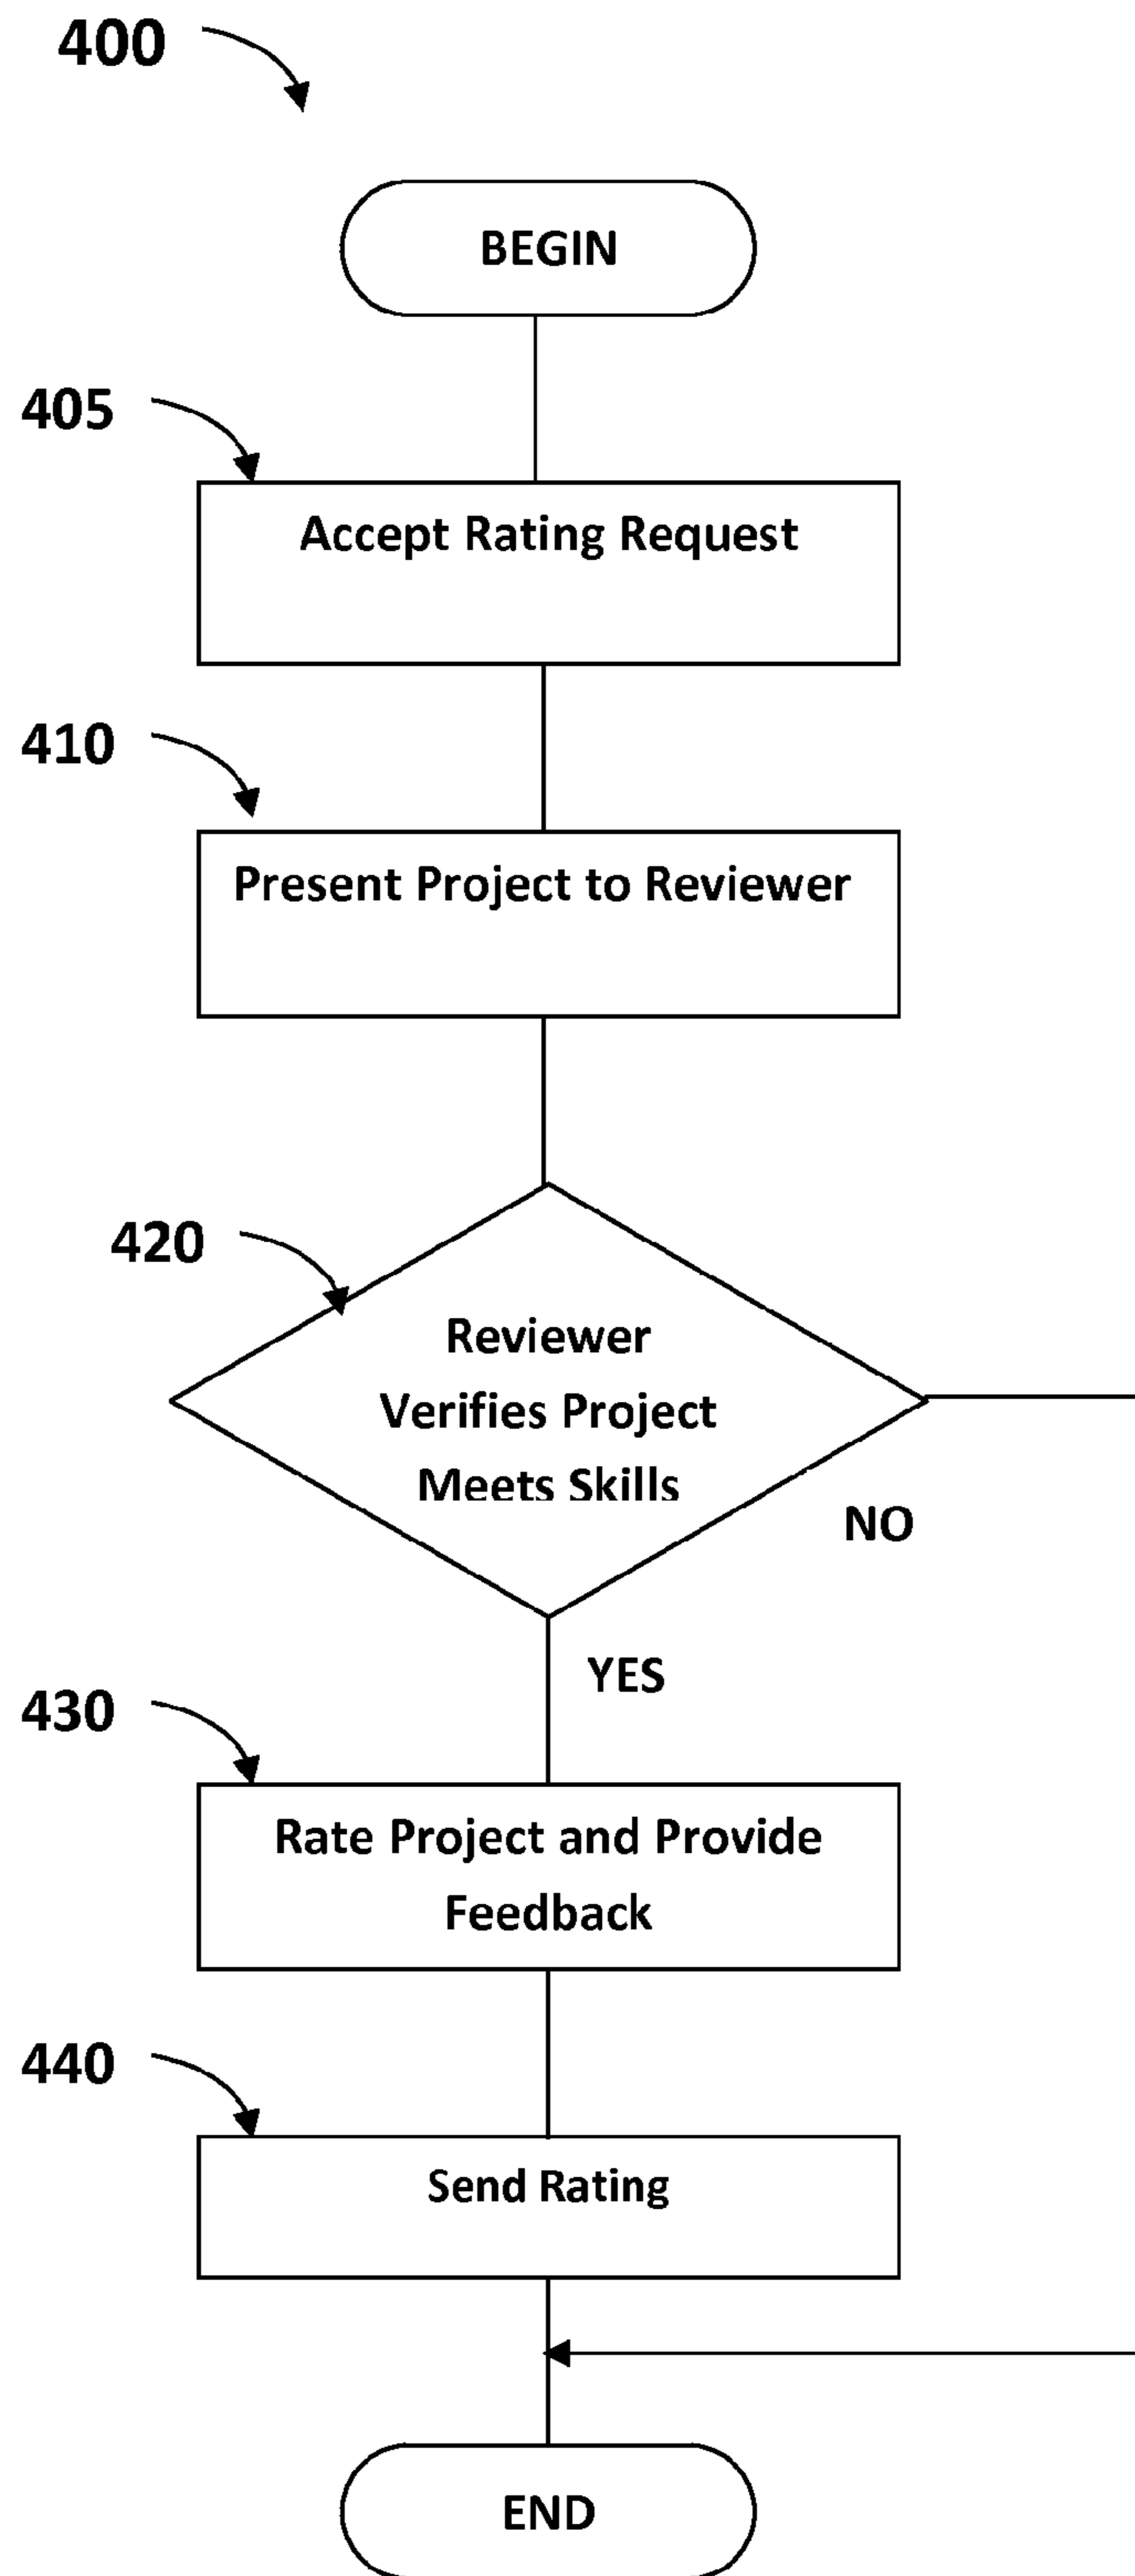 400
BEGIN
405
Accept Rating Request
410
Present Project to Reviewer
420
Reviewer
Verifies Project
Meets Skills
NO
YES
430
Rate Project and Provide
Feedback
440
Send Rating
END